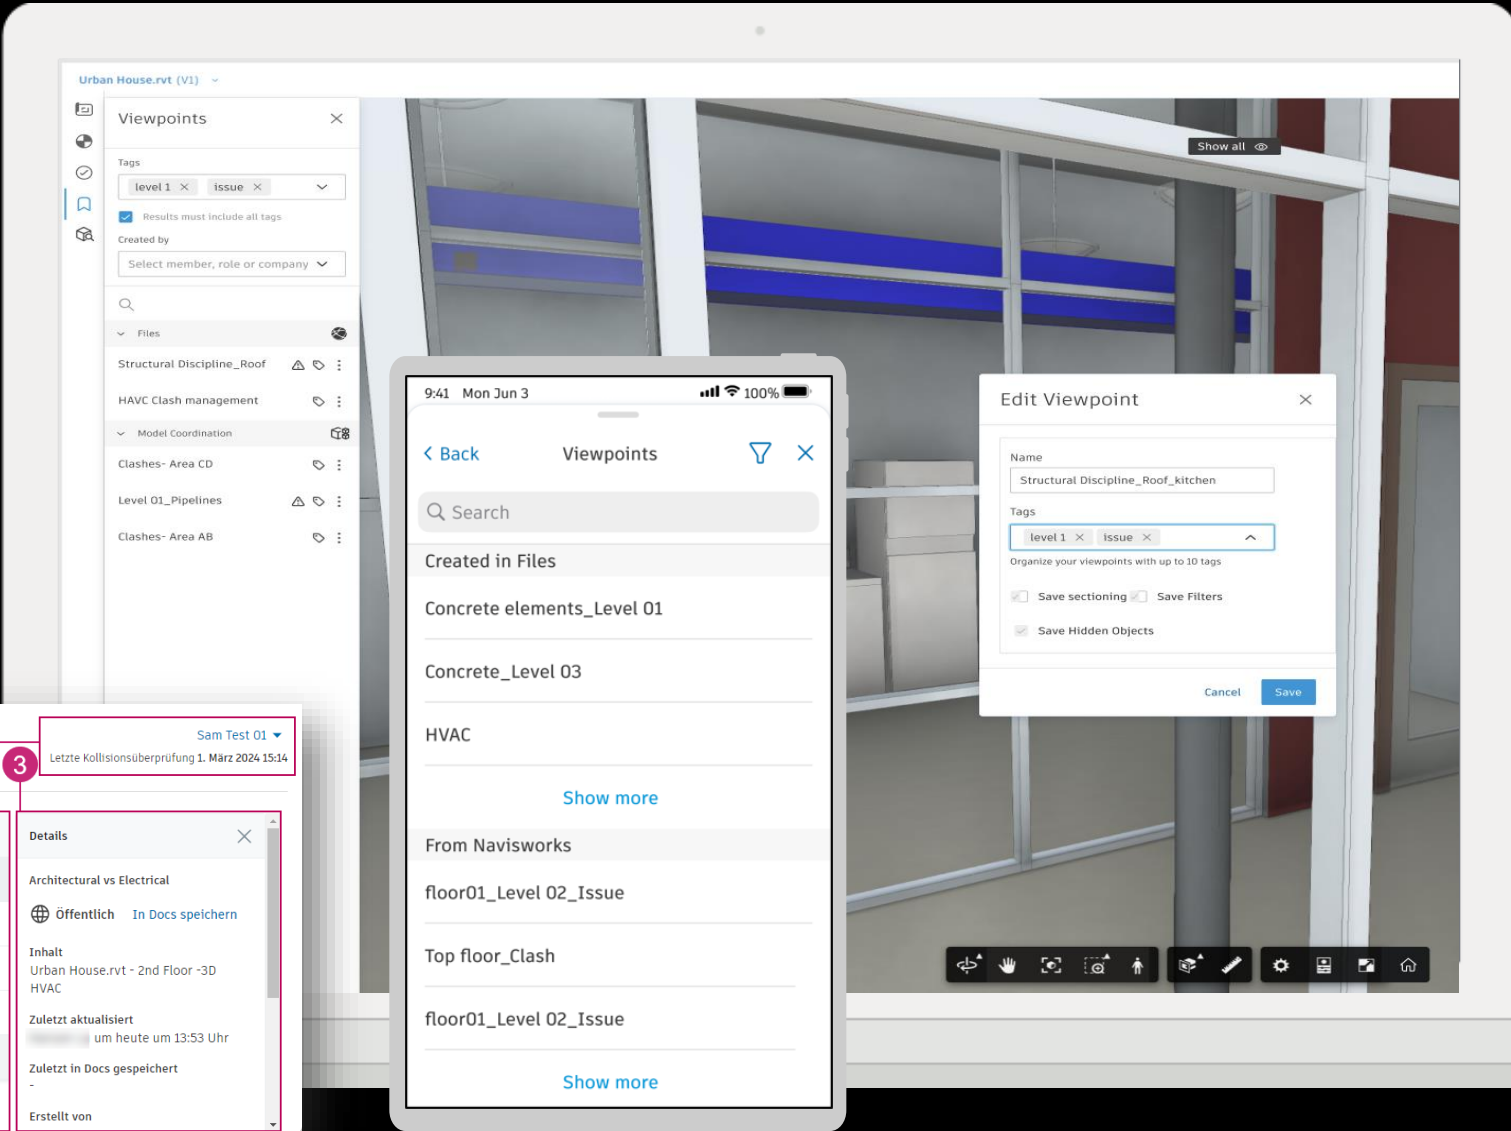 Urban House.rvt (V1)
Viewpoints
Tags
level 1
issue
Results must include all tags
Created by
Select member, role or company
Files
Structural Discipline_Roof
HAVC Clash management
Model Coordination
Clashes- Area CD
Level 01_Pipelines
Clashes- Area AB
Show all
Edit Viewpoint
Name
Structural Discipline_Roof_kitchen
Tags
level 1
issue
Organize your viewpoints with up to 10 tags
Save sectioning
Save Filters
Save Hidden Objects
Cancel
Save
9:41 Mon Jun 3
100%
Back
Viewpoints
Search
Created in Files
Concrete elements_Level 01
Concrete_Level 03
HVAC
Show more
From Navisworks
floor01_Level 02_Issue
Top floor_Clash
floor01_Level 02_Issue
Show more
Sam Test 01
Letzte Kollisionsüberprüfung 1. März 2024 15:14
3
Details
Architectural vs Electrical
Öffentlich
In Docs speichern
Inhalt
Urban House.rvt - 2nd Floor -3D
HVAC
Zuletzt aktualisiert
um heute um 13:53 Uhr
Zuletzt in Docs gespeichert
-
Erstellt von